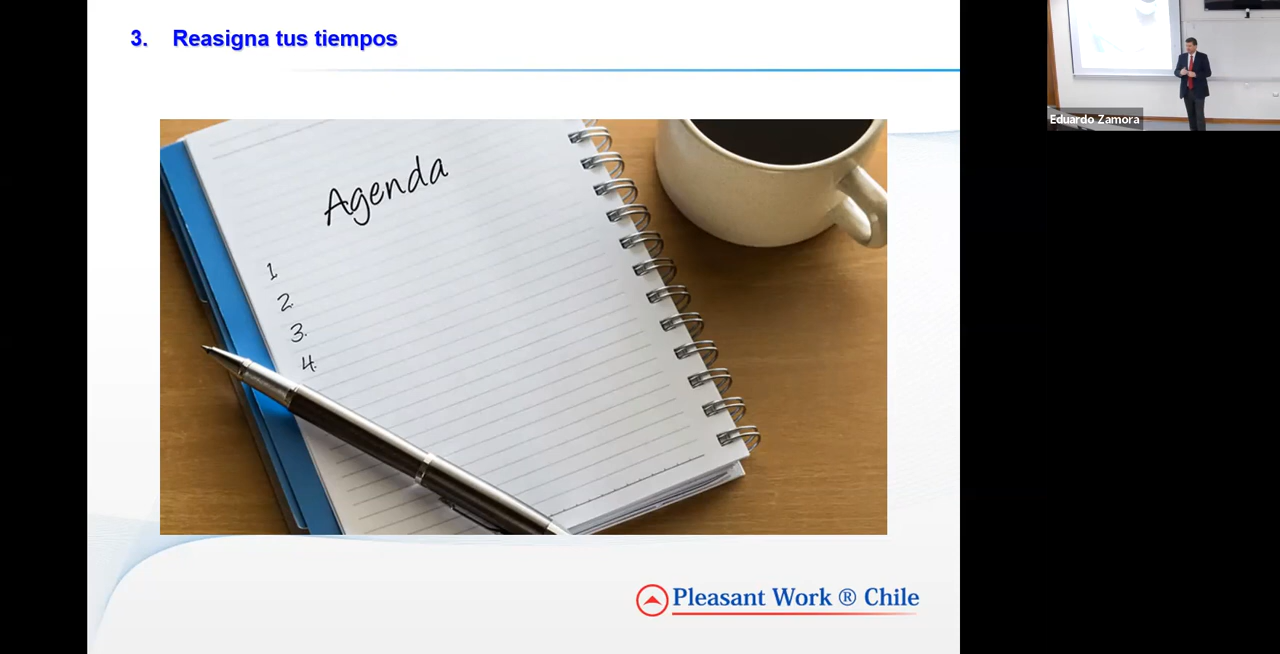 3. Reasigna tus tiempos
Agenda
1
2.
3.
4.
Pleasant Work ® Chile
Eduardo Zamora